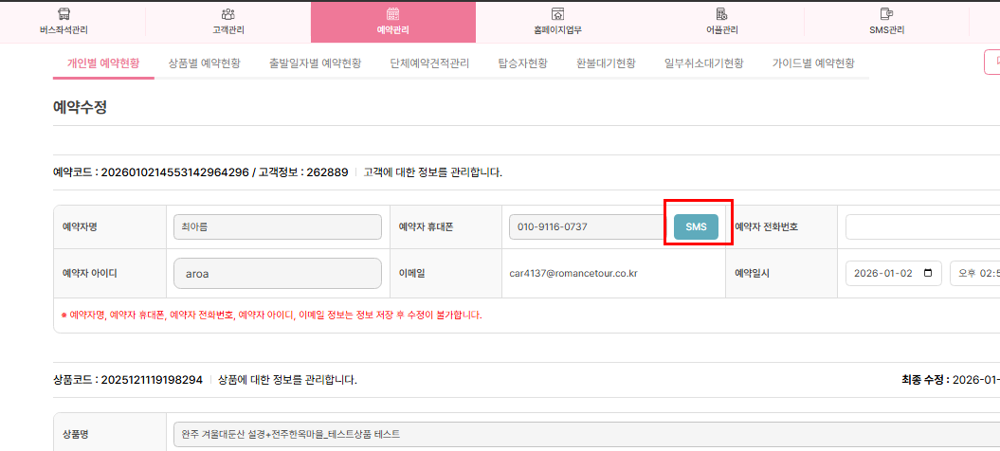 버스좌석관리 고객관리 예약관리 홈페이지업무 어플관리 SMS관리
개인별 예약현황 상품별 예약현황 출발일자별 예약현황 단체예약견적관리 탑승자현황 환불대기현황 일부취소대기현황 가이드별 예약현황
예약수정
예약코드 : 2026010214553142964296 / 고객정보 : 262889 고객에 대한 정보를 관리합니다.
예약자명 최아름 예약자 휴대폰 010-9116-0737 SMS 예약자 전화번호
예약자 아이디 aroa 이메일 car4137@romancetour.co.kr 예약일시 2026-01-02 오후 02:5
※ 예약자명, 예약자 휴대폰, 예약자 전화번호, 예약자 아이디, 이메일 정보는 정보 저장 후 수정이 불가합니다.
상품코드 : 2025121119198294 상품에 대한 정보를 관리합니다. 최종 수정 : 2026-01-
상품명 완주 겨울대둔산 설경+전주한옥마을_테스트상품 테스트